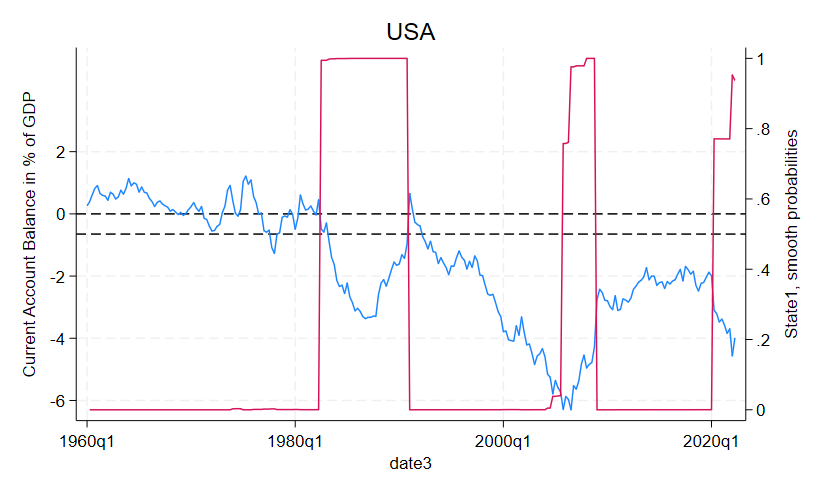 USA
Current Account Balance in % of GDP
2
0
-2
-4
-6
1
.8
.6
.4
.2
0
State1, smooth probabilities
1960q1 1980q1 2000q1 2020q1
date3